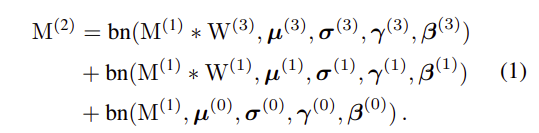 M⁽²⁾ = bn(M⁽¹⁾ ∗ W⁽³⁾, μ⁽³⁾, σ⁽³⁾, γ⁽³⁾, β⁽³⁾)
+ bn(M⁽¹⁾ ∗ W⁽¹⁾, μ⁽¹⁾, σ⁽¹⁾, γ⁽¹⁾, β⁽¹⁾) (1)
+ bn(M⁽¹⁾, μ⁽⁰⁾, σ⁽⁰⁾, γ⁽⁰⁾, β⁽⁰⁾) .